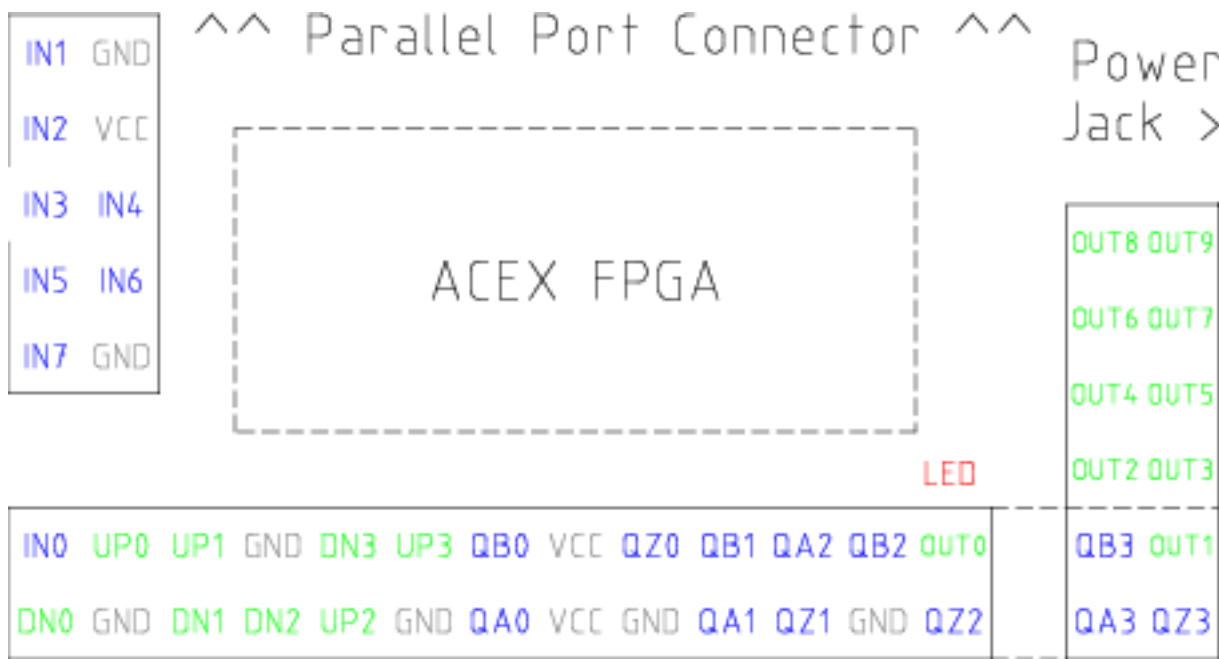 ^^ Parallel Port Connector ^^
Power
Jack >
IN1 GND
IN2 VCC
IN3 IN4
IN5 IN6
IN7 GND
ACEX FPGA
LED
OUT8 OUT9
OUT6 OUT7
OUT4 OUT5
OUT2 OUT3
IN0 UP0 UP1 GND DN3 UP3 QB0 VCC QZ0 QB1 QA2 QB2 OUT0 QB3 OUT1
DN0 GND DN1 DN2 UP2 GND QA0 VCC GND QA1 QZ1 GND QZ2 QA3 QZ3